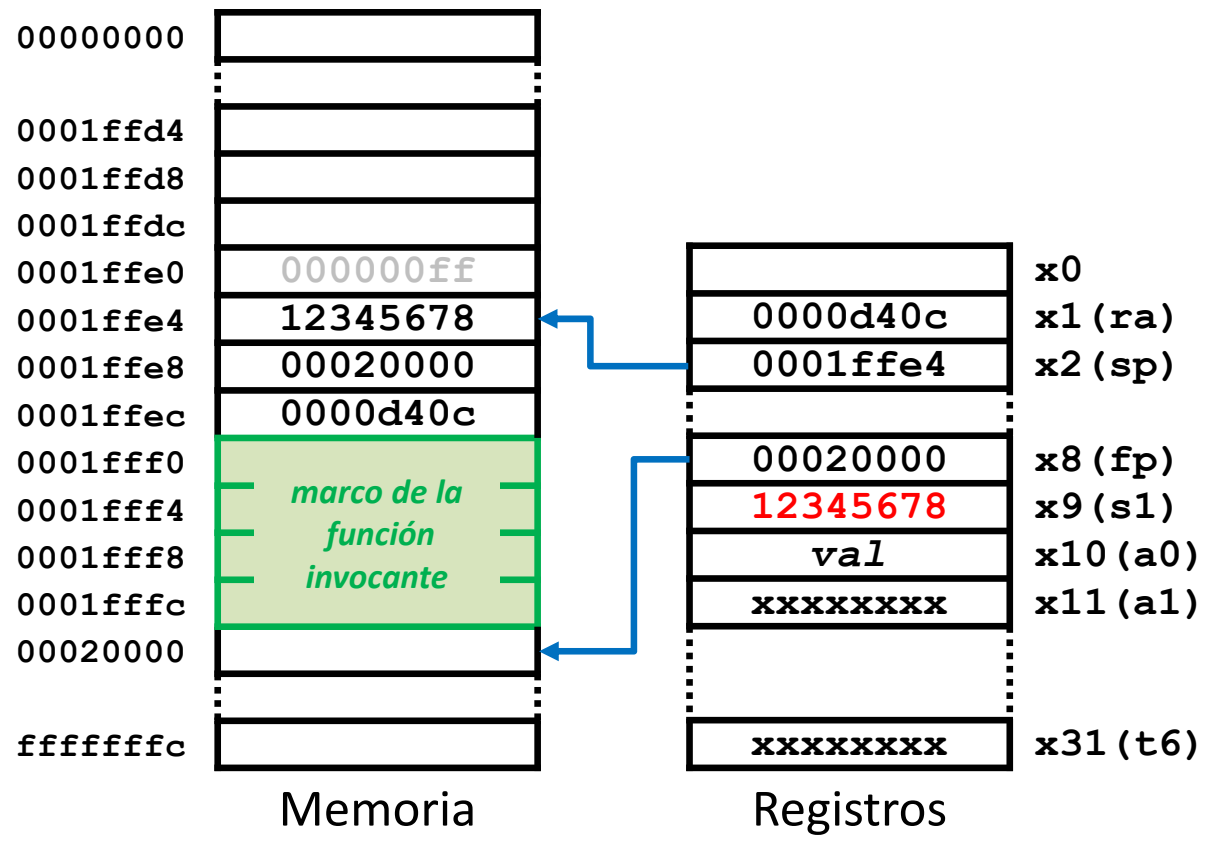 00000000
0001ffd4
0001ffd8
0001ffdc
0001ffe0 000000ff x0
0001ffe4 12345678 0000d40c x1(ra)
0001ffe8 00020000 0001ffe4 x2(sp)
0001ffec 0000d40c
0001fff0 00020000 x8(fp)
marco de la
0001fff4 12345678 x9(s1)
función
0001fff8 val x10(a0)
invocante
0001fffc xxxxxxxx x11(a1)
00020000
fffffffc xxxxxxxx x31(t6)
Memoria Registros